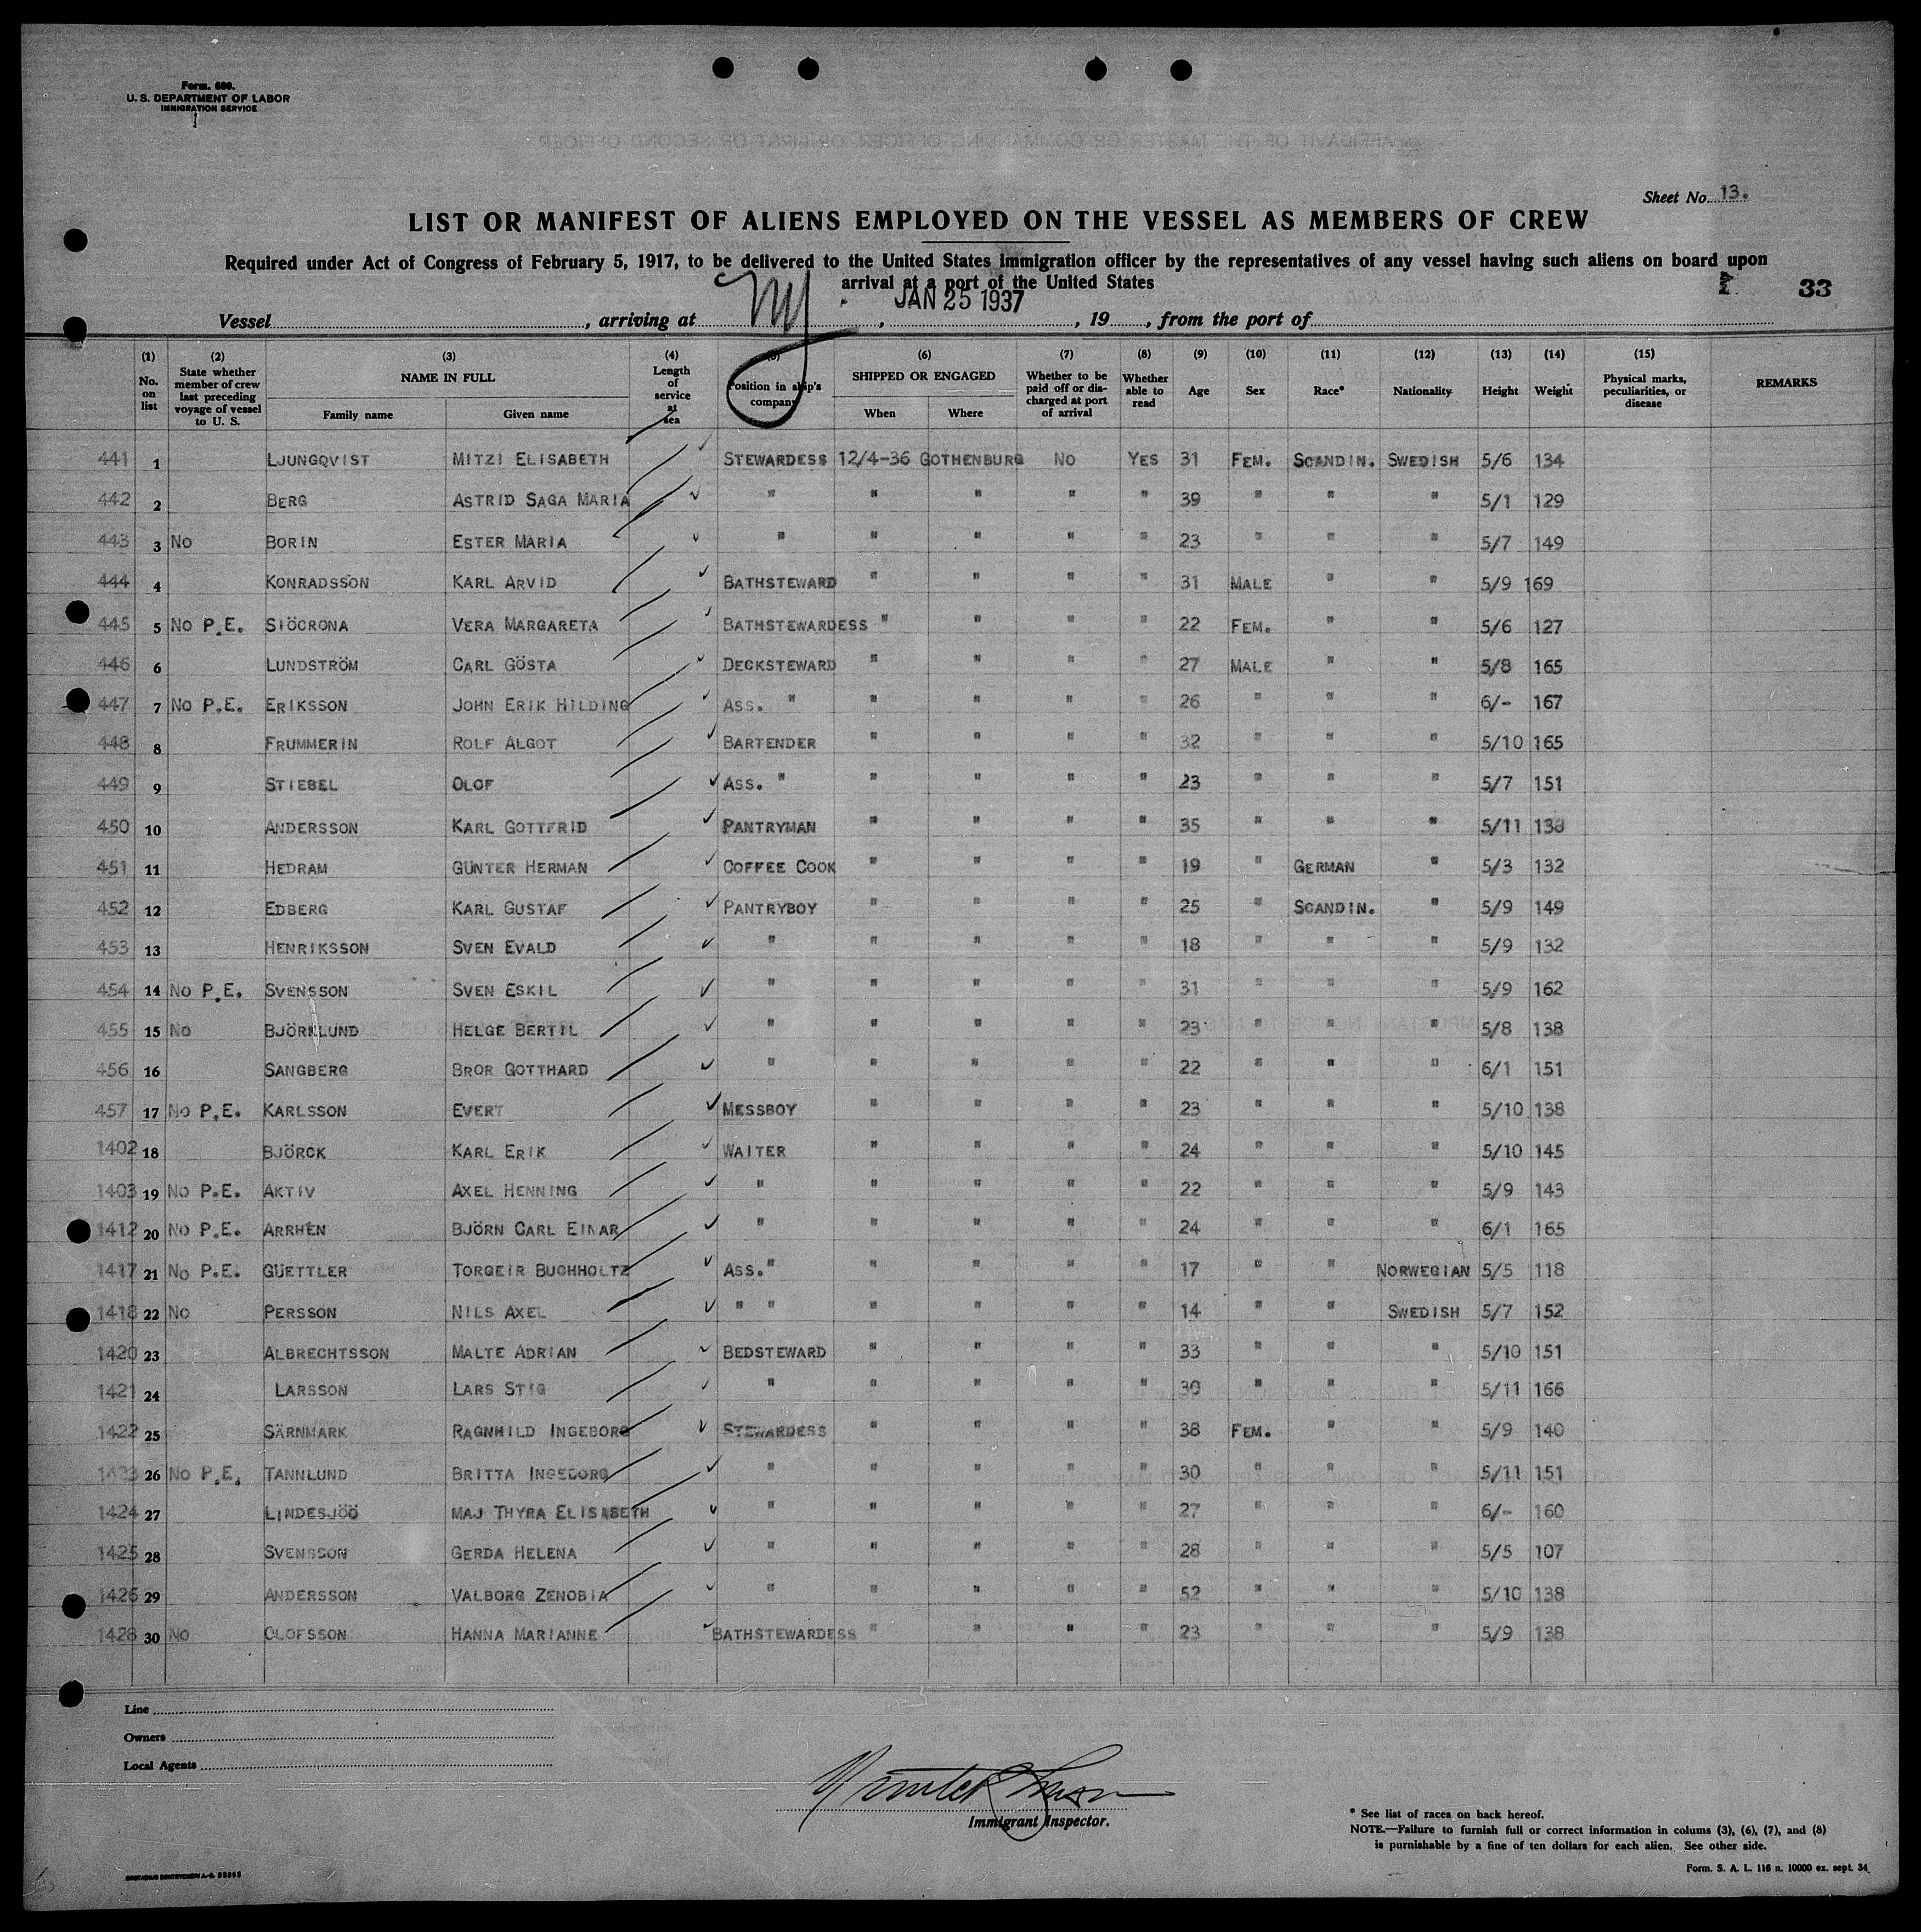 Form. 680.
U. S. DEPARTMENT OF LABOR
IMMIGRATION SERVICE
Sheet No. 13.
LIST OR MANIFEST OF ALIENS EMPLOYED ON THE VESSEL AS MEMBERS OF CREW
Required under Act of Congress of February 5, 1917, to be delivered to the United States immigration officer by the representatives of any vessel having such aliens on board upon
arrival at a port of the United States
33
Vessel , arriving at NY , JAN 25 1937 , 19 , from the port of
(1) No. on list (2) State whether member of crew last preceding voyage of vessel to U. S. (3) NAME IN FULL Family name Given name (4) Length of service at sea (5) Position in ship's company (6) SHIPPED OR ENGAGED When Where (7) Whether to be paid off or discharged at port of arrival (8) Whether able to read (9) Age (10) Sex (11) Race* (12) Nationality (13) Height (14) Weight (15) Physical marks, peculiarities, or disease REMARKS
441 1 LJUNGQVIST MITZI ELISABETH STEWARDESS 12/4-36 GOTHENBURG NO YES 31 FEM. SCANDIN. SWEDISH 5/6 134
442 2 BERG ASTRID SAGA MARIA " " " " " 39 " " " 5/1 129
443 3 NO BORIN ESTER MARIA " " " " " 23 " " " 5/7 149
444 4 KONRADSSON KARL ARVID BATHSTEWARD " " " " 31 MALE " " 5/9 169
445 5 NO P.E. SIÖCRONA VERA MARGARETA BATHSTEWARDESS " " " " 22 FEM. " " 5/6 127
446 6 LUNDSTRÖM CARL GÖSTA DECKSTEWARD " " " " 27 MALE " " 5/8 165
447 7 NO P.E. ERIKSSON JOHN ERIK HILDING ASS. " " " " " 26 " " " 6/- 167
448 8 FRUMMERIN ROLF ALGOT BARTENDER " " " " 32 " " " 5/10 165
449 9 STIEBEL OLOF ASS. " " " " " 23 " " " 5/7 151
450 10 ANDERSSON KARL GOTTFRID PANTRYMAN " " " " 35 " " " 5/11 138
451 11 HEDRAM GÜNTER HERMAN COFFEE COOK " " " " 19 " GERMAN " 5/3 132
452 12 EDBERG KARL GUSTAF PANTRYBOY " " " " 25 " SCANDIN. " 5/9 149
453 13 HENRIKSSON SVEN EVALD " " " " " 18 " " " 5/9 132
454 14 NO P.E. SVENSSON SVEN ESKIL " " " " " 31 " " " 5/9 162
455 15 NO BJÖRKLUND HELGE BERTIL " " " " " 23 " " " 5/8 138
456 16 SANGBERG BROR GOTTHARD " " " " " 22 " " " 6/1 151
457 17 NO P.E. KARLSSON EVERT MESSBOY " " " " 23 " " " 5/10 138
1402 18 BJÖRCK KARL ERIK WAITER " " " " 24 " " " 5/10 145
1403 19 NO P.E. AKTIV AXEL HENNING " " " " " 22 " " " 5/9 143
1412 20 NO P.E. ARRHÉN BJÖRN CARL EINAR " " " " " 24 " " " 6/1 165
1417 21 NO P.E. GÜETTLER TORGEIR BUCHHOLTZ ASS. " " " " " 17 " " NORWEGIAN 5/5 118
1418 22 NO PERSSON NILS AXEL " " " " " " 14 " " SWEDISH 5/7 152
1420 23 ALBRECHTSSON MALTE ADRIAN BEDSTEWARD " " " " 33 " " " 5/10 151
1421 24 LARSSON LARS STIG " " " " " 30 " " " 5/11 166
1422 25 SÄRNMARK RAGNHILD INGEBORG STEWARDESS " " " " 38 FEM. " " 5/9 140
1423 26 NO P.E. TANNLUND BRITTA INGEBORG " " " " " 30 " " " 5/11 151
1424 27 LINDESJÖÖ MAJ THYRA ELISABETH " " " " " 27 " " " 6/- 160
1425 28 SVENSSON GERDA HELENA " " " " " 28 " " " 5/5 107
1426 29 ANDERSSON VALBORG ZENOBIA " " " " " 52 " " " 5/10 138
1428 30 NO OLOFSSON HANNA MARIANNE BATHSTEWARDESS " " " " 23 " " " 5/9 138
Line
Owners
Local Agents
Immigrant Inspector.
* See list of races on back hereof.
NOTE.—Failure to furnish full or correct information in colums (3), (6), (7), and (8)
is punishable by a fine of ten dollars for each alien. See other side.
Form. S. A. L. 116 n. 10000 ex. sept. 34